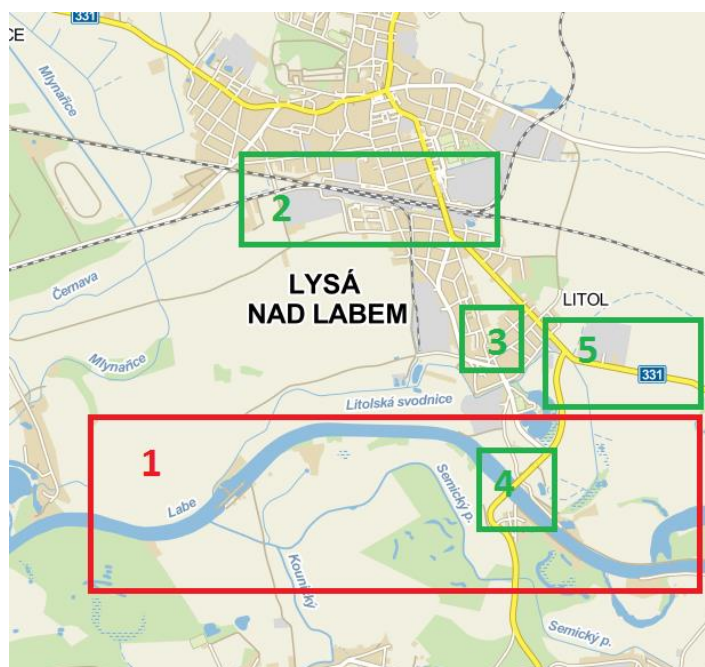 331
CE
Mlynařice
2
Černava
LYSÁ
NAD LABEM
LITOL
3
5
331
Mlynařice
Litolská svodnice
1
4
Labe
Semický p.
Kounický
Semický p.